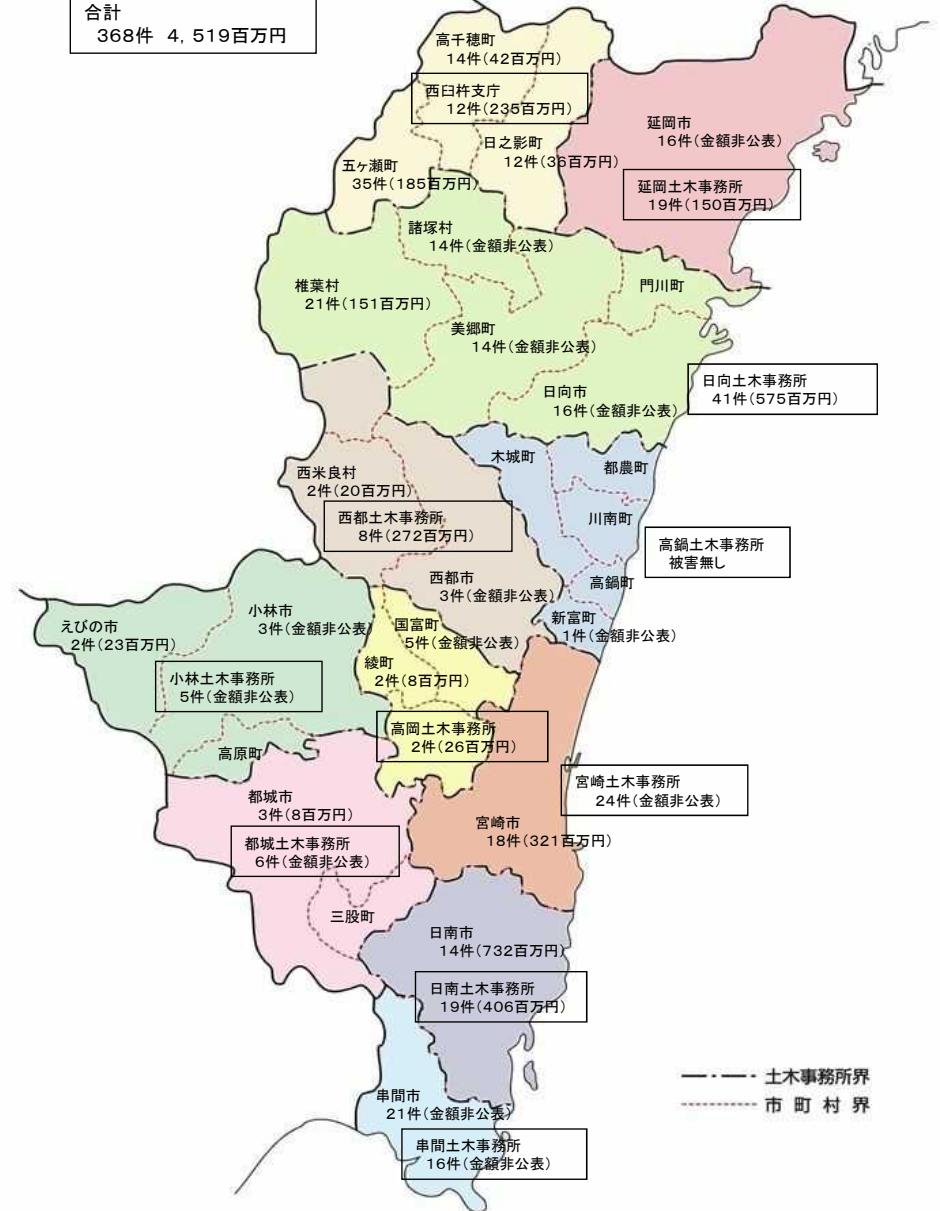 合計
368件 4,519百万円
高千穂町
14件(42百万円)
西臼杵支庁
12件(235百万円)
日之影町
12件(36百万円)
五ヶ瀬町
35件(185百万円)
延岡市
16件(金額非公表)
延岡土木事務所
19件(150百万円)
諸塚村
14件(金額非公表)
椎葉村
21件(151百万円)
門川町
美郷町
14件(金額非公表)
日向市
16件(金額非公表)
日向土木事務所
41件(575百万円)
木城町
都農町
西米良村
2件(20百万円)
西都土木事務所
8件(272百万円)
川南町
高鍋土木事務所
被害無し
西都市
3件(金額非公表)
高鍋町
新富町
1件(金額非公表)
えびの市
2件(23百万円)
小林市
3件(金額非公表)
国富町
5件(金額非公表)
綾町
2件(8百万円)
小林土木事務所
5件(金額非公表)
高岡土木事務所
2件(26百万円)
高原町
宮崎土木事務所
24件(金額非公表)
都城市
3件(8百万円)
宮崎市
18件(321百万円)
都城土木事務所
6件(金額非公表)
三股町
日南市
14件(732百万円)
日南土木事務所
19件(406百万円)
串間市
21件(金額非公表)
串間土木事務所
16件(金額非公表)
土木事務所界
市町村界